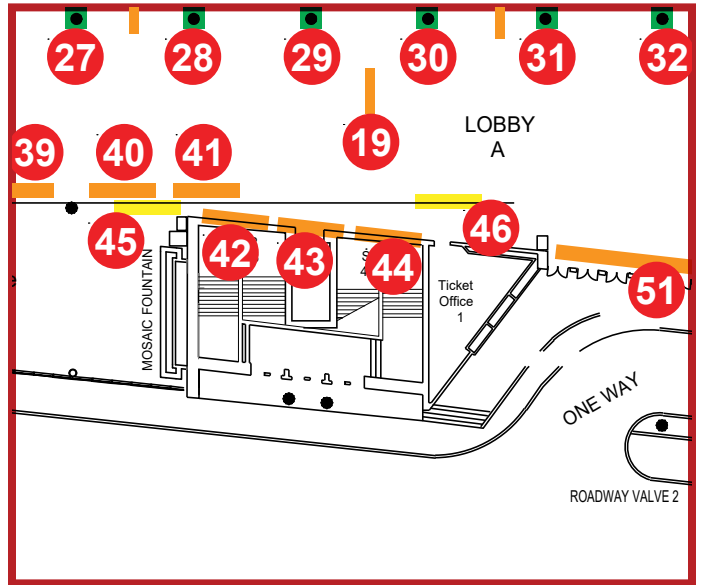 27 28 29 30 31 32
19
LOBBY
A
39 40 41
45 42 43 44 46
51
MOSAIC FOUNTAIN
Ticket
Office
1
ONE WAY
ROADWAY VALVE 2